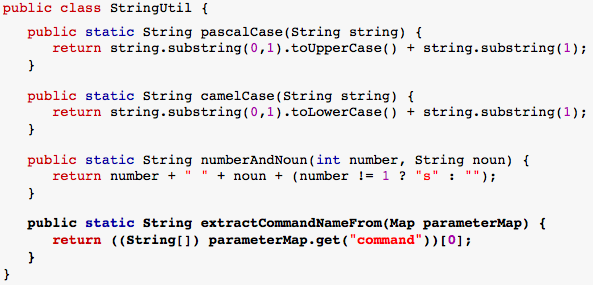 public class StringUtil {
public static String pascalCase(String string) {
return string.substring(0,1).toUpperCase() + string.substring(1);
}
public static String camelCase(String string) {
return string.substring(0,1).toLowerCase() + string.substring(1);
}
public static String numberAndNoun(int number, String noun) {
return number + " " + noun + (number != 1 ? "s" : "");
}
public static String extractCommandNameFrom(Map parameterMap) {
return ((String[]) parameterMap.get("command"))[0];
}
}